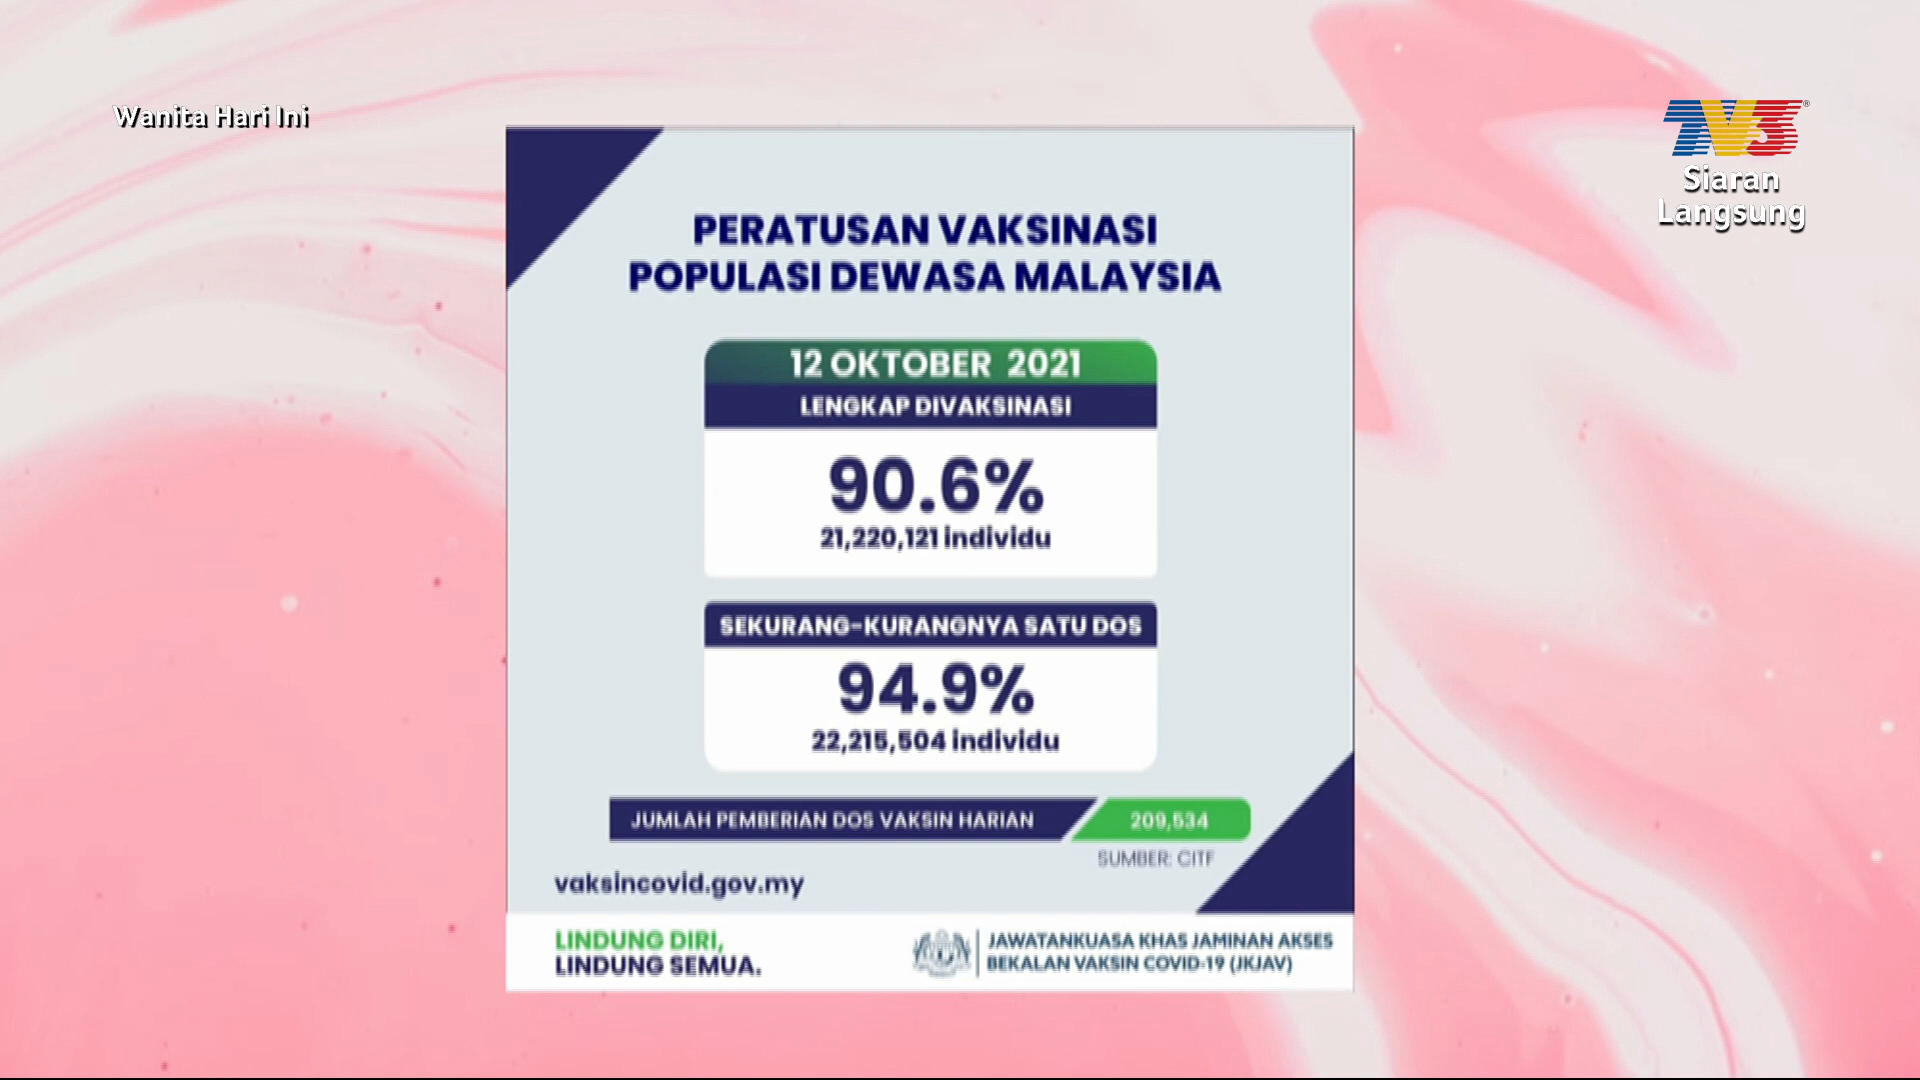 Wanita Hari Ini
TV3
Siaran
Langsung
PERATUSAN VAKSINASI
POPULASI DEWASA MALAYSIA
12 OKTOBER 2021
LENGKAP DIVAKSINASI
90.6%
21,220,121 individu
SEKURANG-KURANGNYA SATU DOS
94.9%
22,215,504 individu
JUMLAH PEMBERIAN DOS VAKSIN HARIAN 209,534
SUMBER: CITF
vaksincovid.gov.my
LINDUNG DIRI,
LINDUNG SEMUA.
JAWATANKUASA KHAS JAMINAN AKSES
BEKALAN VAKSIN COVID-19 (JKJAV)